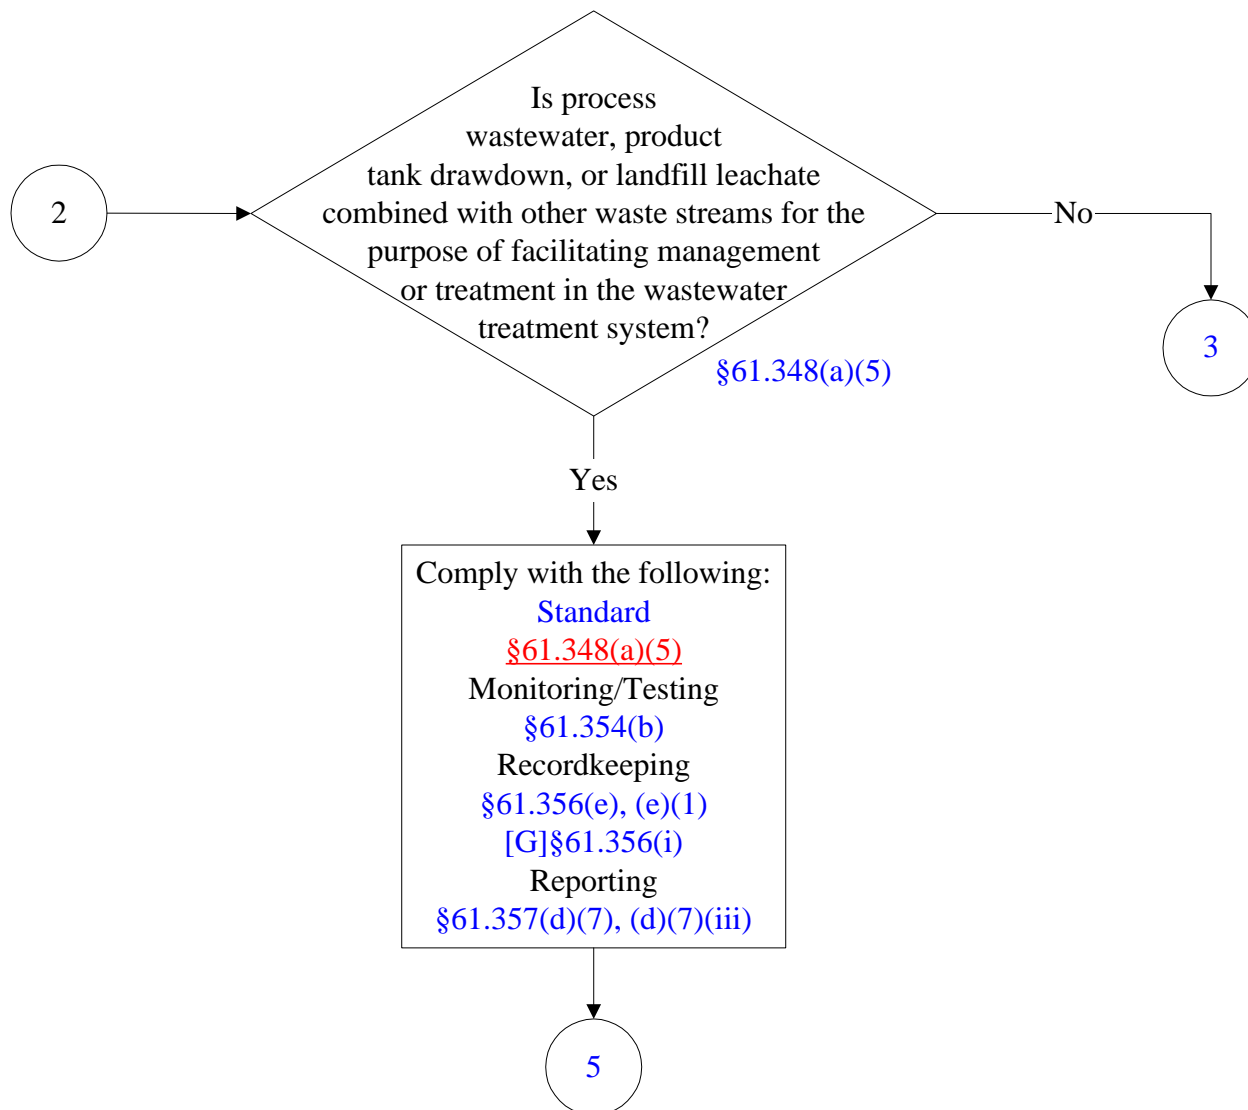 Is process
wastewater, product
tank drawdown, or landfill leachate
combined with other waste streams for the
purpose of facilitating management
or treatment in the wastewater
treatment system?
2
No
3
§61.348(a)(5)
Yes
Comply with the following:
Standard
§61.348(a)(5)
Monitoring/Testing
§61.354(b)
Recordkeeping
§61.356(e), (e)(1)
[G]§61.356(i)
Reporting
§61.357(d)(7), (d)(7)(iii)
5